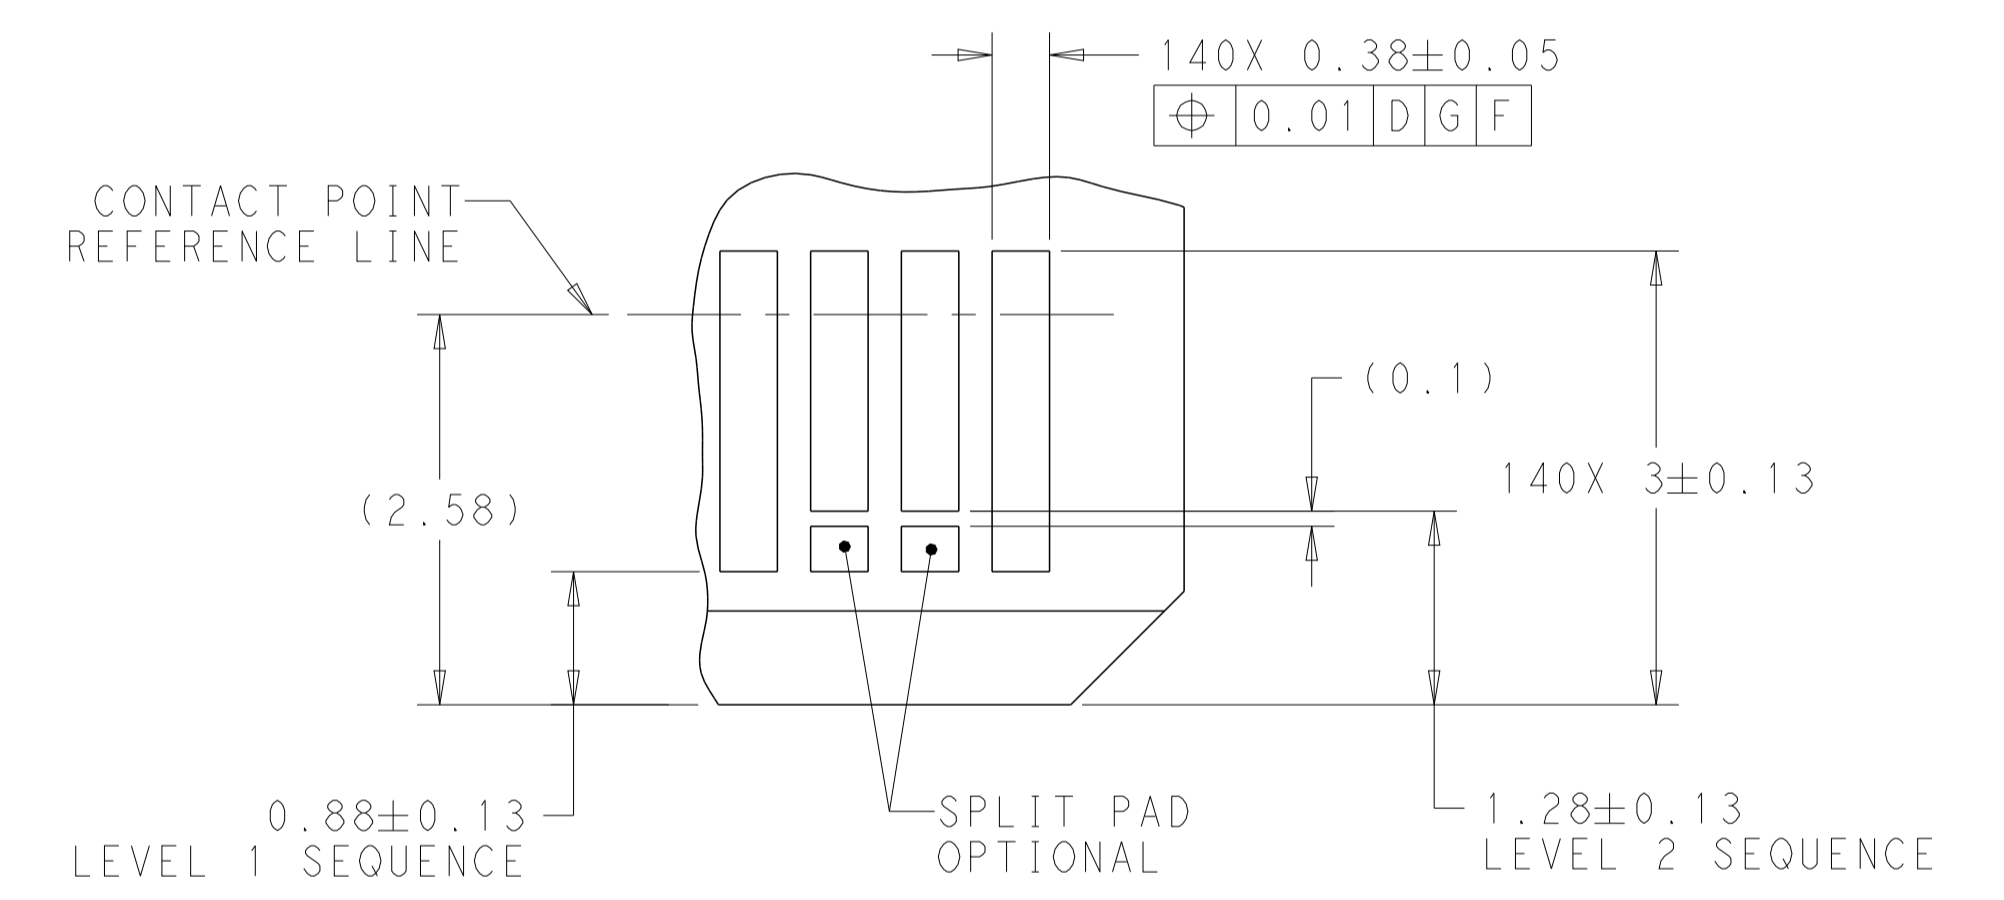 140X 0.38±0.05
⌖ 0.01 D G F
CONTACT POINT
REFERENCE LINE
(0.1)
140X 3±0.13
(2.58)
0.88±0.13
LEVEL 1 SEQUENCE
SPLIT PAD
OPTIONAL
1.28±0.13
LEVEL 2 SEQUENCE